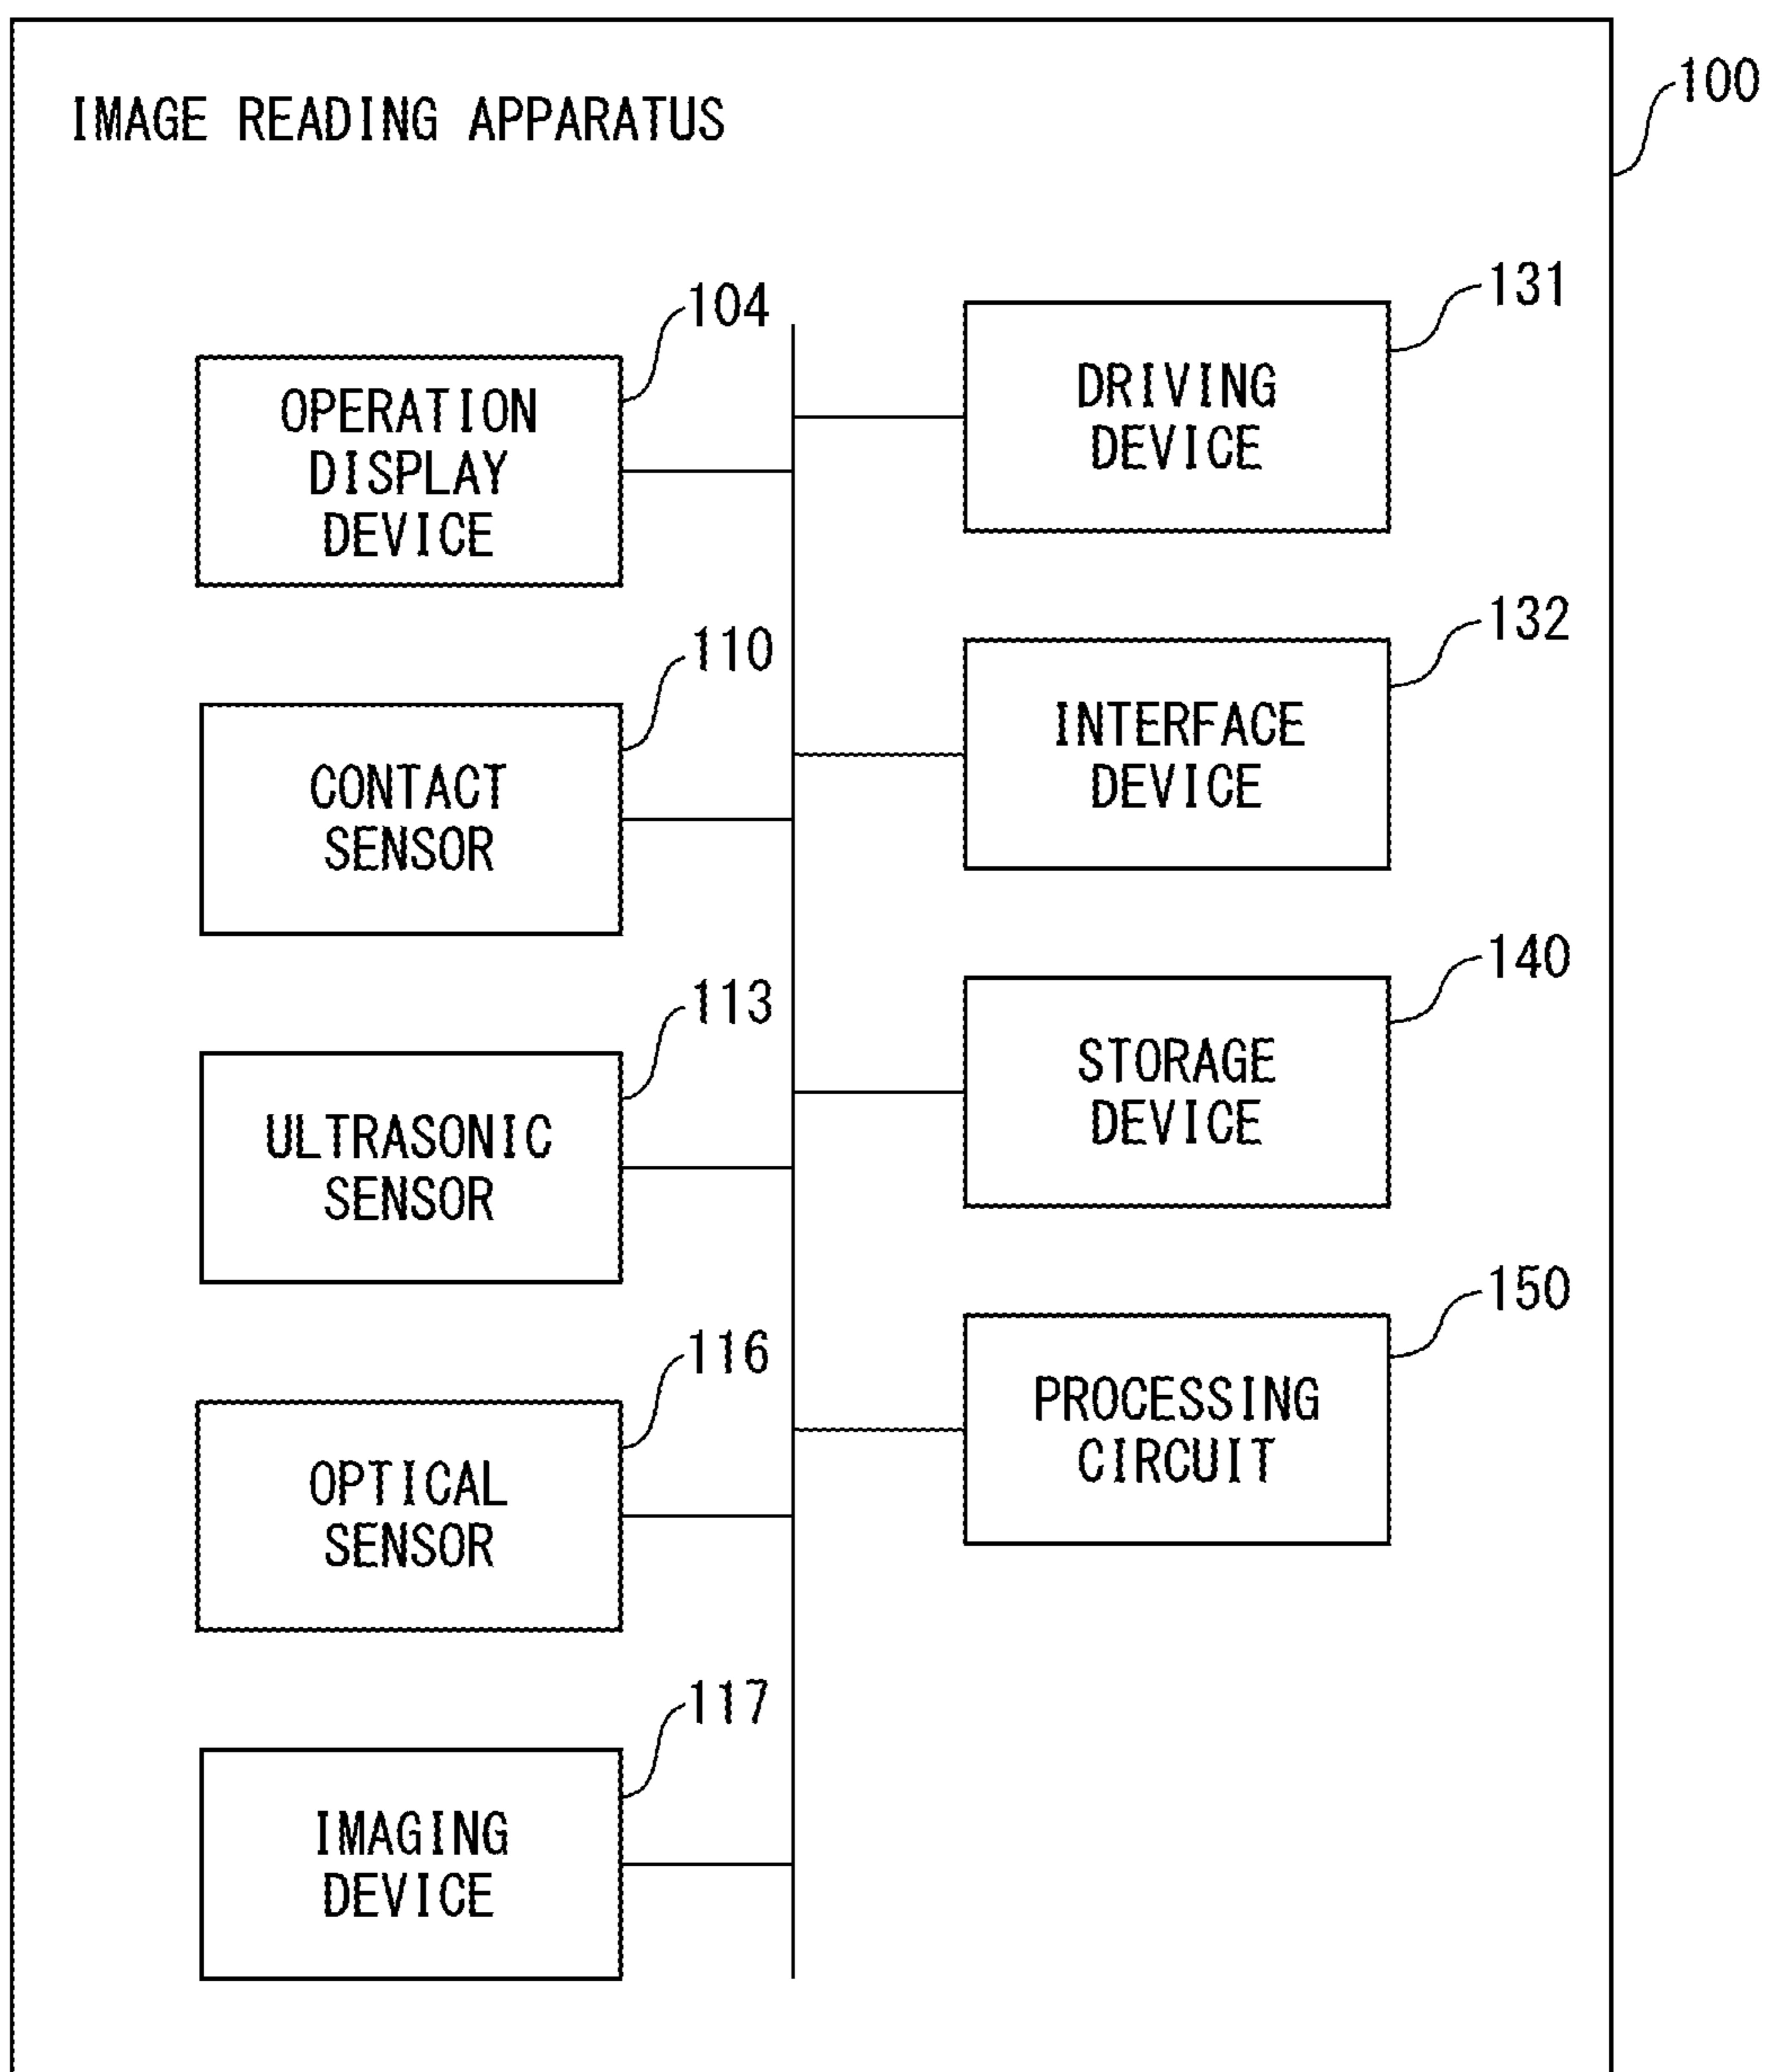 100
IMAGE READING APPARATUS
104
OPERATION
DISPLAY
DEVICE
110
CONTACT
SENSOR
113
ULTRASONIC
SENSOR
116
OPTICAL
SENSOR
117
IMAGING
DEVICE
131
DRIVING
DEVICE
132
INTERFACE
DEVICE
140
STORAGE
DEVICE
150
PROCESSING
CIRCUIT